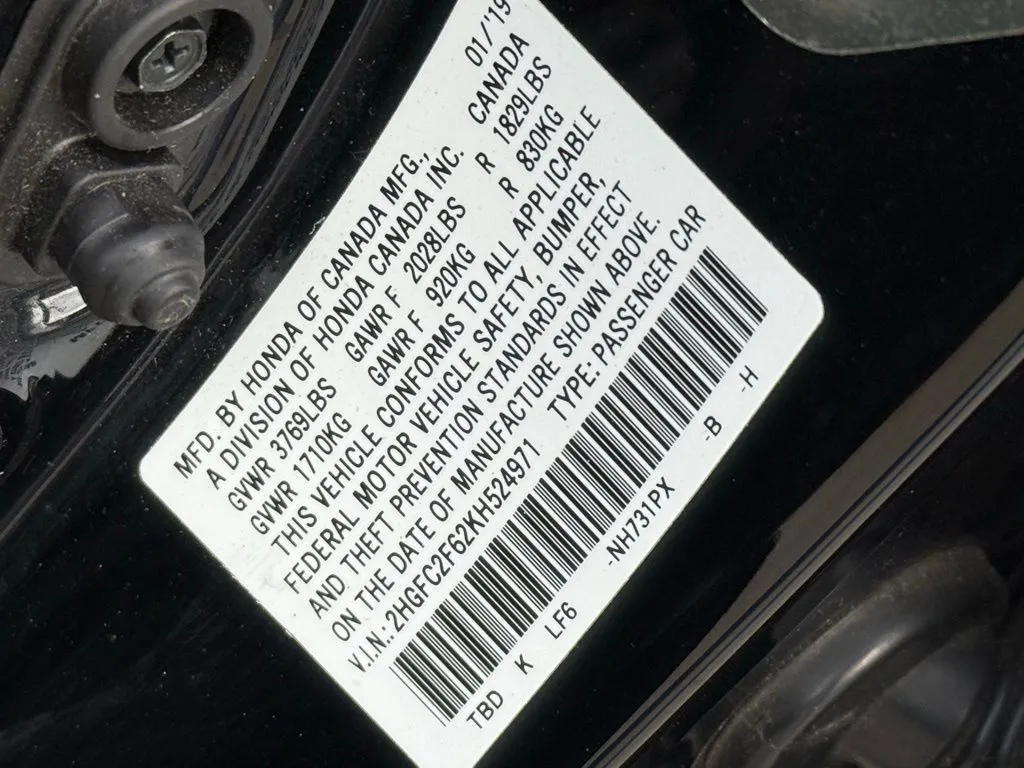 MFD. BY HONDA OF CANADA MFG., 01/'19
A DIVISION OF HONDA CANADA INC. CANADA
GVWR 3769LBS GAWR F 2028LBS R 1829LBS
GVWR 1710KG GAWR F 920KG R 830KG
THIS VEHICLE CONFORMS TO ALL APPLICABLE
FEDERAL MOTOR VEHICLE SAFETY, BUMPER,
AND THEFT PREVENTION STANDARDS IN EFFECT
ON THE DATE OF MANUFACTURE SHOWN ABOVE.
V.I.N.:2HGFC2F62KH524971 TYPE:PASSENGER CAR
TBD K LF6 -NH731PX -B -H